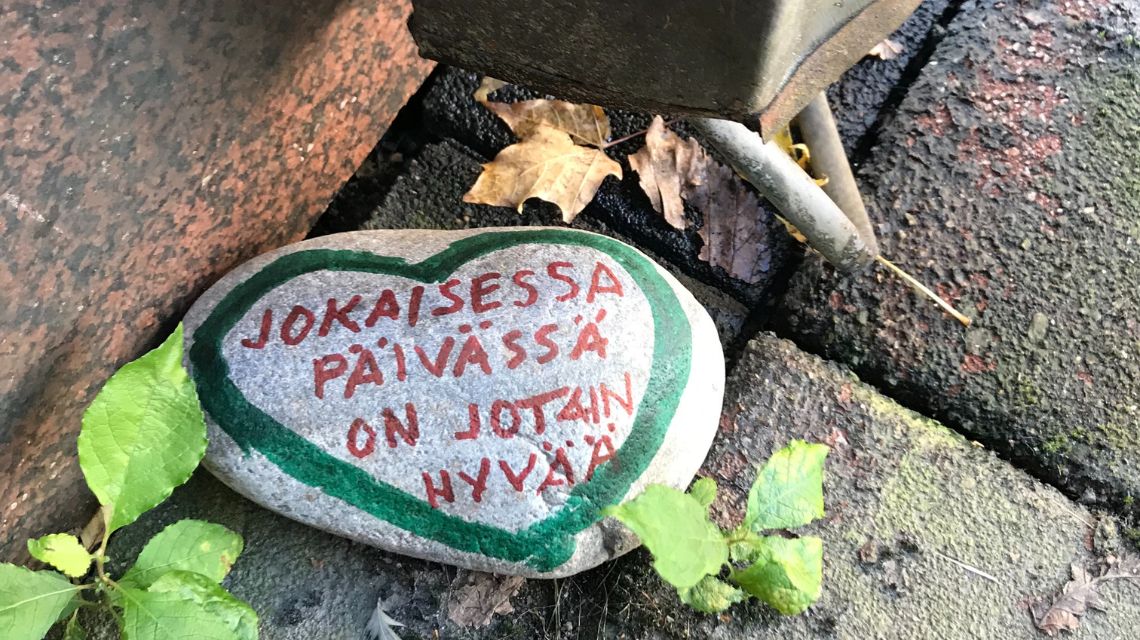 JOKAISESSA
PÄIVÄSSÄ
ON JOTAIN
HYVÄÄ